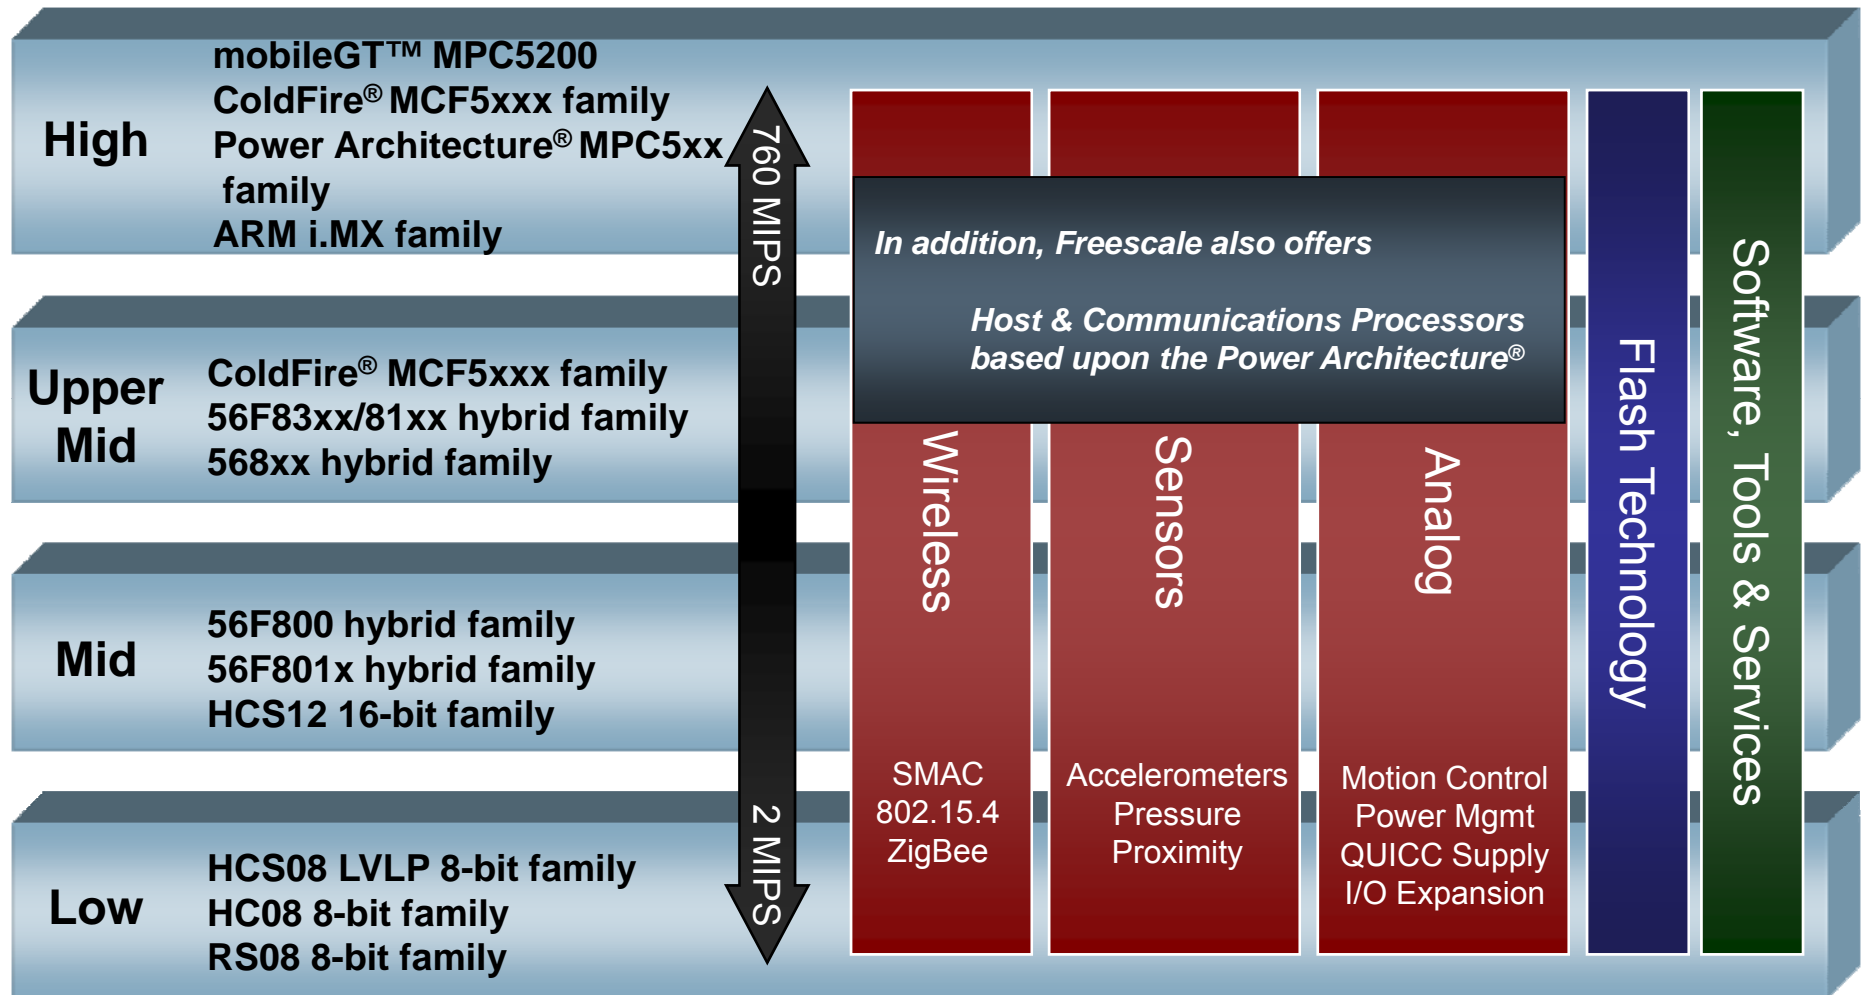 High
mobileGT™ MPC5200
ColdFire® MCF5xxx family
Power Architecture® MPC5xx
family
ARM i.MX family
Upper
Mid
ColdFire® MCF5xxx family
56F83xx/81xx hybrid family
568xx hybrid family
Mid
56F800 hybrid family
56F801x hybrid family
HCS12 16-bit family
Low
HCS08 LVLP 8-bit family
HC08 8-bit family
RS08 8-bit family
760 MIPS
2 MIPS
In addition, Freescale also offers
Host & Communications Processors
based upon the Power Architecture®
Wireless
SMAC
802.15.4
ZigBee
Sensors
Accelerometers
Pressure
Proximity
Analog
Motion Control
Power Mgmt
QUICC Supply
I/O Expansion
Flash Technology
Software, Tools & Services